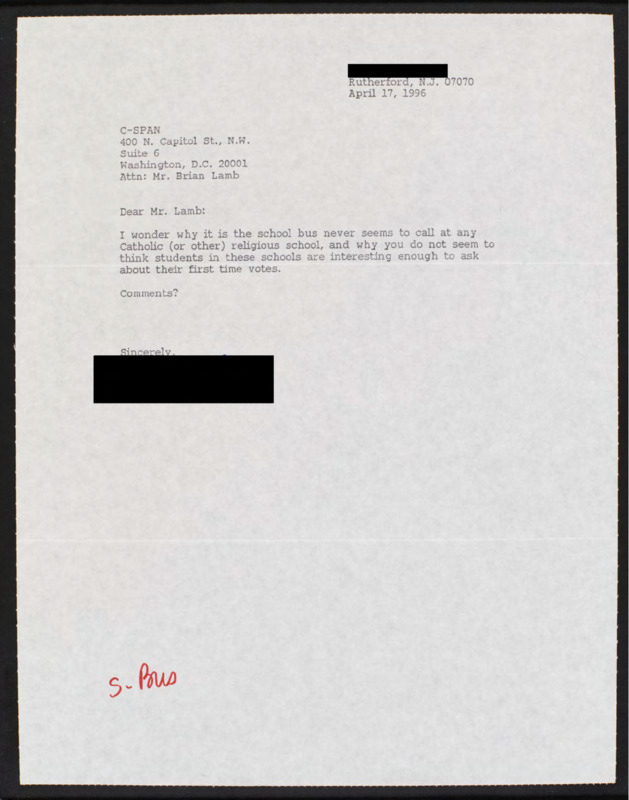 Rutherford, N.J. 07070
April 17, 1996
C-SPAN
400 N. Capitol St., N.W.
Suite 6
Washington, D.C. 20001
Attn: Mr. Brian Lamb
Dear Mr. Lamb:
I wonder why it is the school bus never seems to call at any
Catholic (or other) religious school, and why you do not seem to
think students in these schools are interesting enough to ask
about their first time votes.
Comments?
Sincerely,
S-Bus